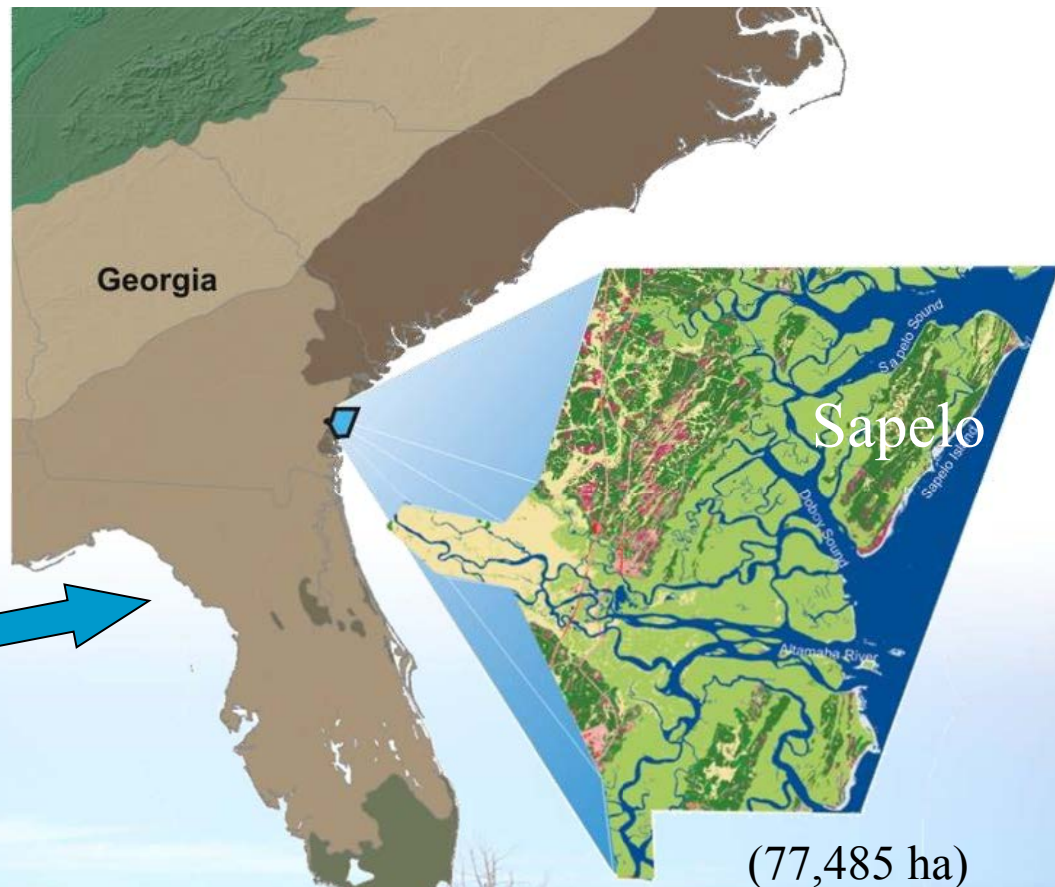 Georgia
Sapelo Sound
Sapelo
Sapelo Island
Doboy Sound
Altamaha River
(77,485 ha)